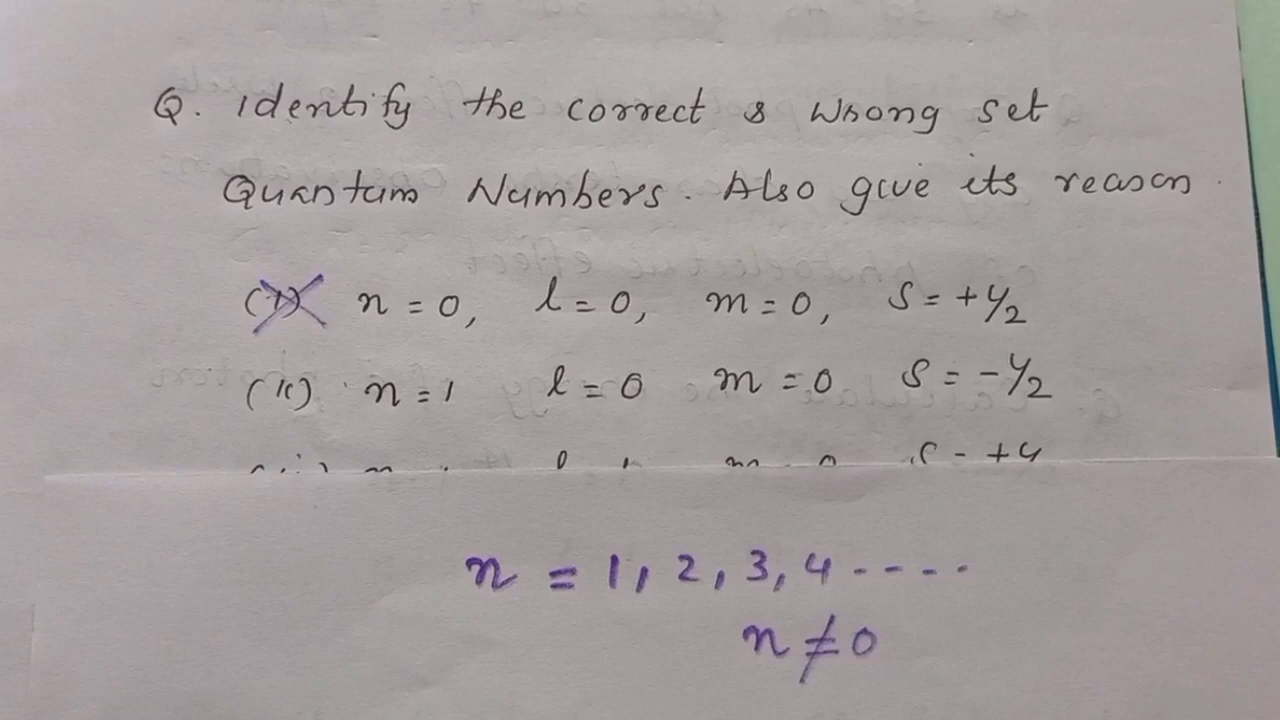 Q. Identify the correct & Wrong set
Quantum Numbers. Also give its reason.
(i) n = 0, l = 0, m = 0, S = +1/2
(ii) n = 1 l = 0 m = 0 S = -1/2
n = 1, 2, 3, 4 - - - -
n ≠ 0